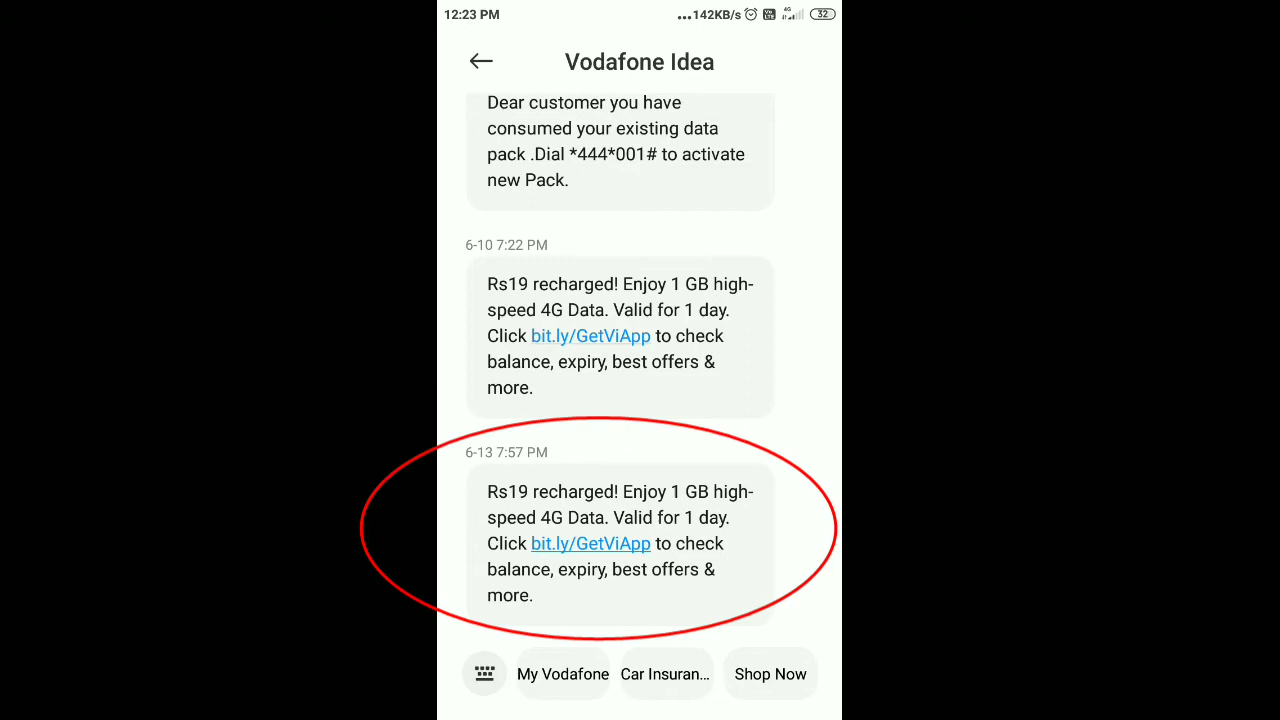 12:23 PM
...142KB/s 4G 32
Vodafone Idea
Dear customer you have
consumed your existing data
pack .Dial *444*001# to activate
new Pack.
6-10 7:22 PM
Rs19 recharged! Enjoy 1 GB high-
speed 4G Data. Valid for 1 day.
Click bit.ly/GetViApp to check
balance, expiry, best offers &
more.
6-13 7:57 PM
Rs19 recharged! Enjoy 1 GB high-
speed 4G Data. Valid for 1 day.
Click bit.ly/GetViApp to check
balance, expiry, best offers &
more.
My Vodafone Car Insuran... Shop Now